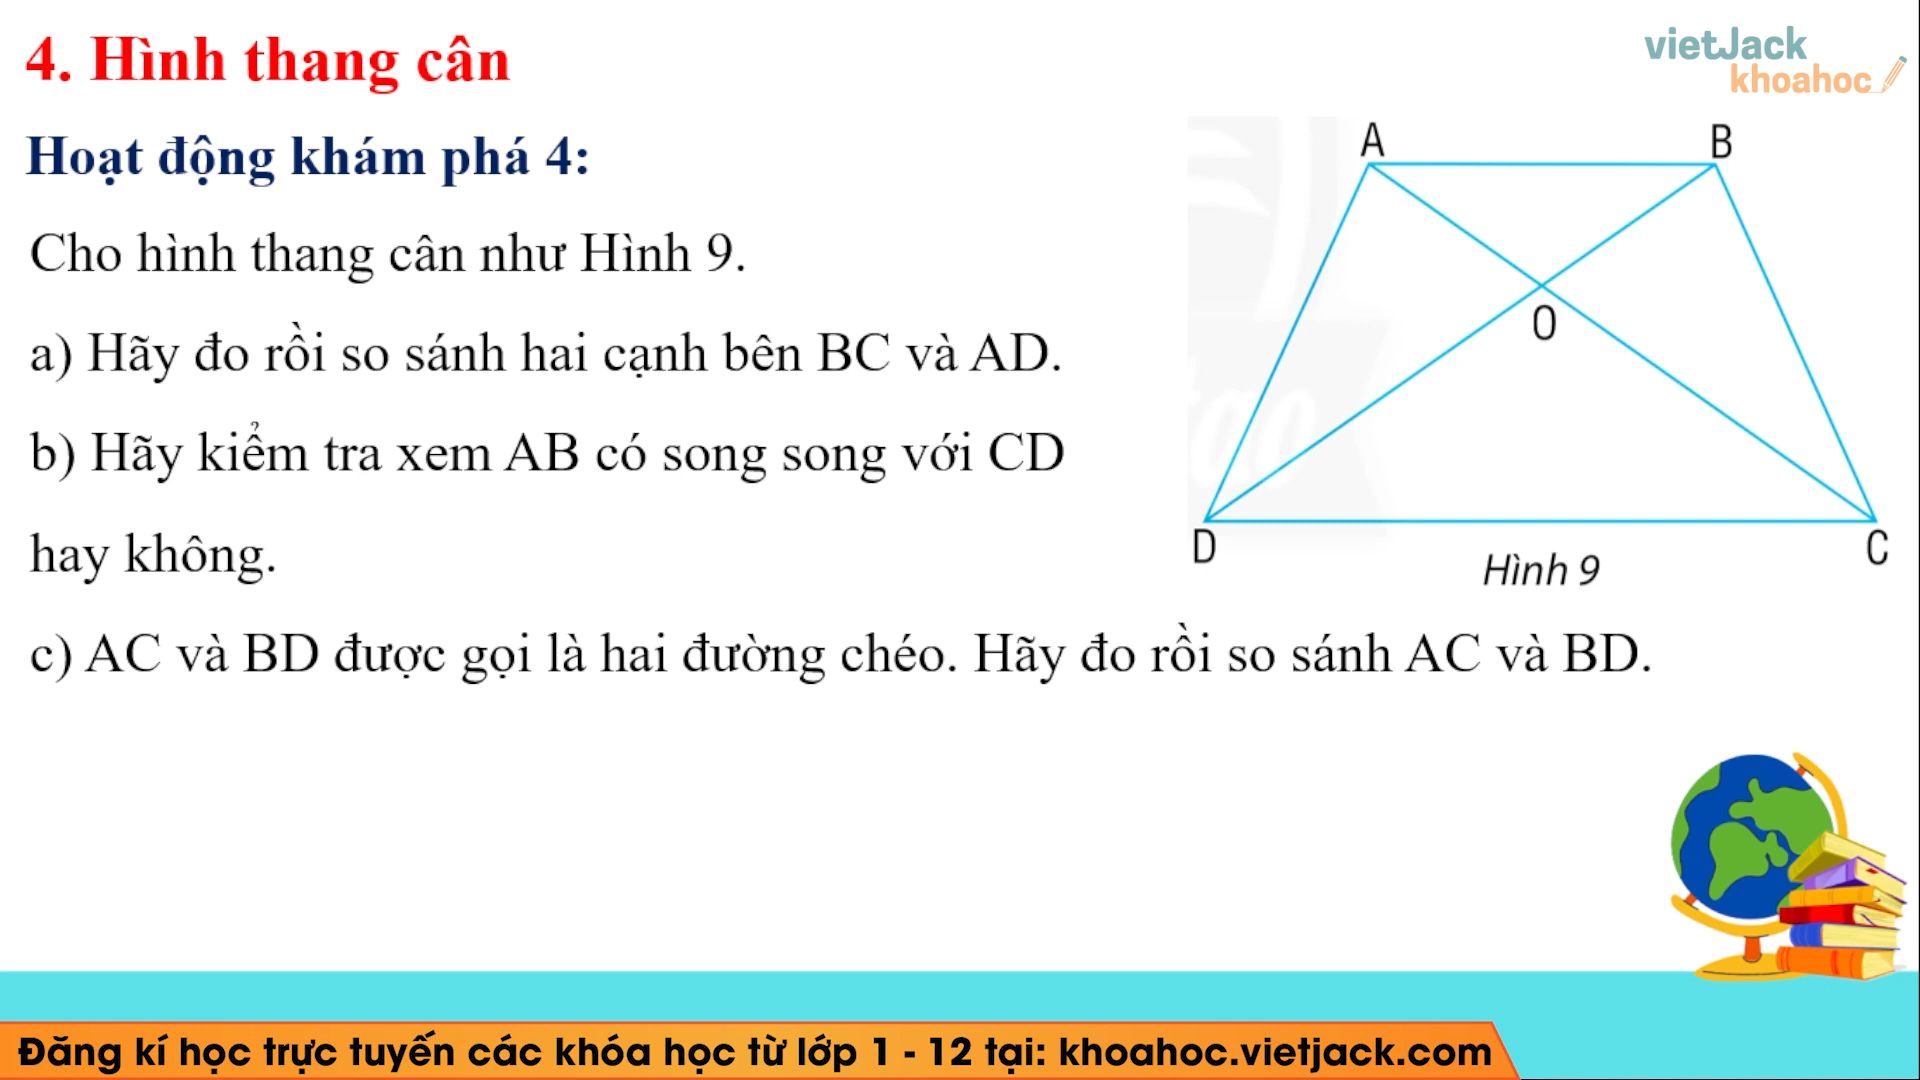 4. Hình thang cân
vietJack
khoahoc
Hoạt động khám phá 4:
Cho hình thang cân như Hình 9.
a) Hãy đo rồi so sánh hai cạnh bên BC và AD.
b) Hãy kiểm tra xem AB có song song với CD
hay không.
A
B
O
D
C
Hình 9
c) AC và BD được gọi là hai đường chéo. Hãy đo rồi so sánh AC và BD.
Đăng kí học trực tuyến các khóa học từ lớp 1 - 12 tại: khoahoc.vietjack.com